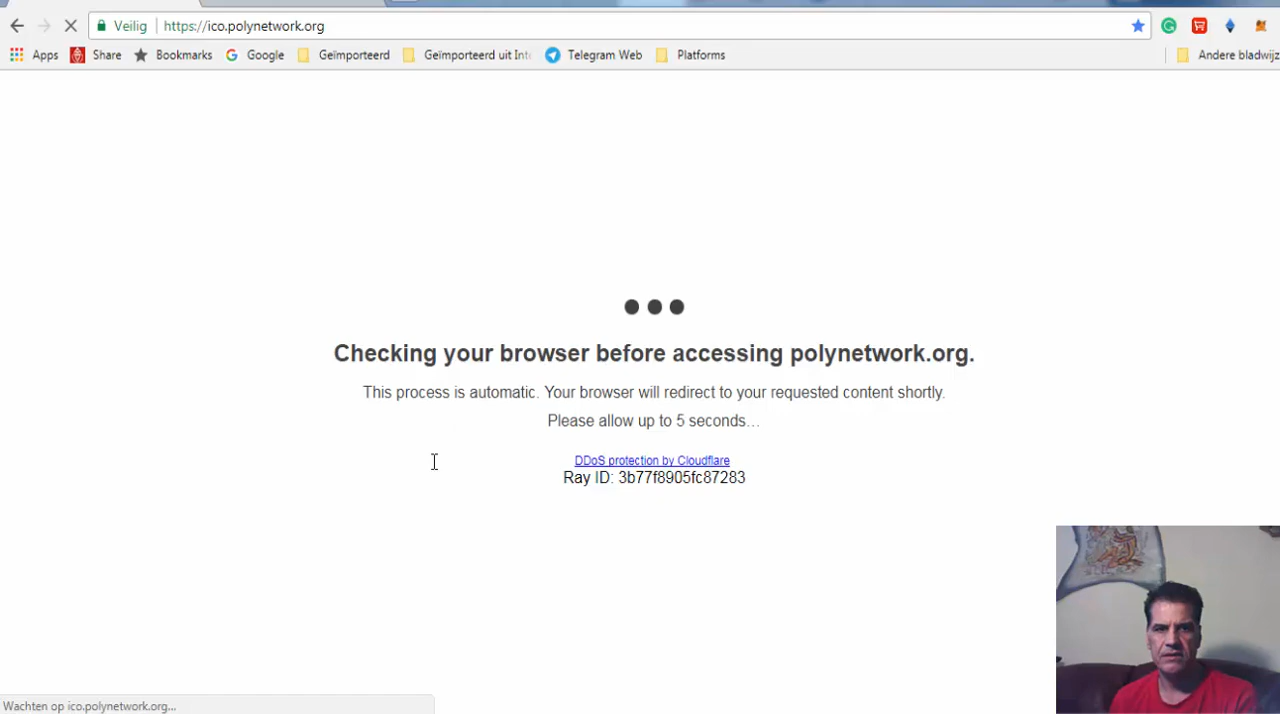 Veilig https://ico.polynetwork.org
Apps Share Bookmarks Google Geïmporteerd Geïmporteerd uit Inte Telegram Web Platforms Andere bladwijz
Checking your browser before accessing polynetwork.org.
This process is automatic. Your browser will redirect to your requested content shortly.
Please allow up to 5 seconds…
DDoS protection by Cloudflare
Ray ID: 3b77f8905fc87283
Wachten op ico.polynetwork.org...